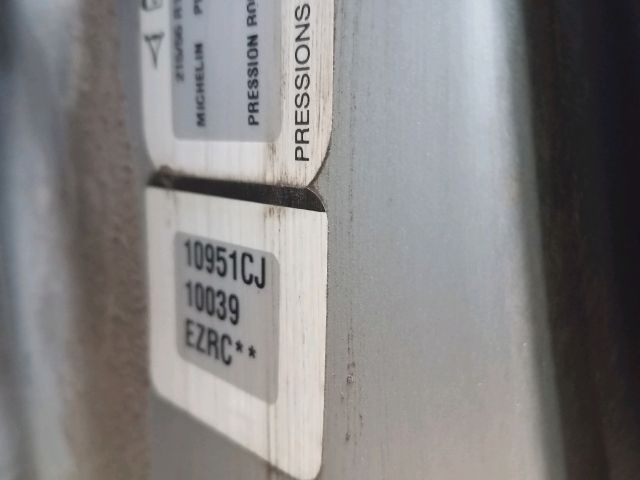 MICHELIN
PRESSION
PRESSIONS
10951CJ
10039
EZRC**